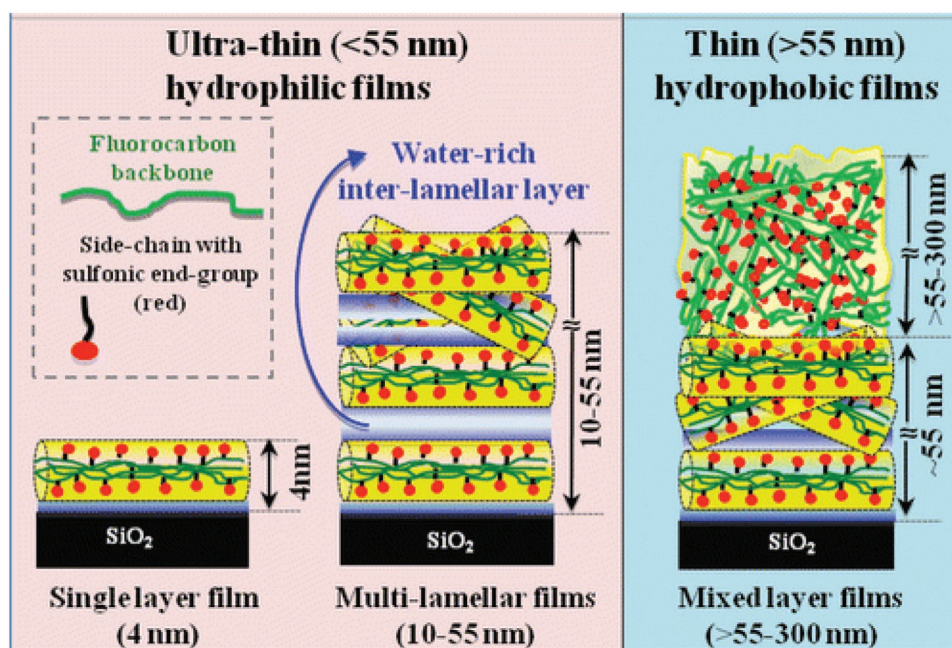 Ultra-thin (<55 nm)
hydrophilic films
Thin (>55 nm)
hydrophobic films
Fluorocarbon
backbone
Side-chain with
sulfonic end-group
(red)
Water-rich
inter-lamellar layer
4nm
10-55 nm
>55-300 nm
~55 nm
SiO₂
SiO₂
SiO₂
Single layer film
(4 nm)
Multi-lamellar films
(10-55 nm)
Mixed layer films
(>55-300 nm)